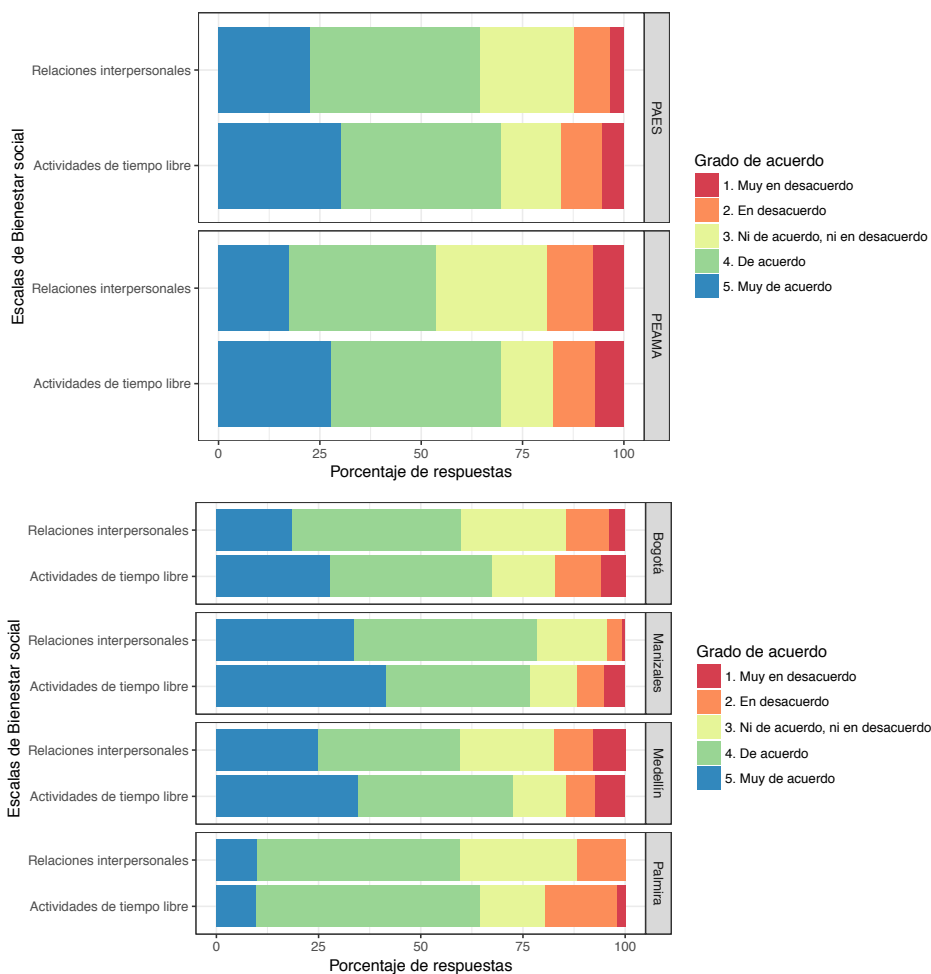 Escalas de Bienestar social
Relaciones interpersonales
Actividades de tiempo libre
PAES
Relaciones interpersonales
Actividades de tiempo libre
PEAMA
0 25 50 75 100
Porcentaje de respuestas
Grado de acuerdo
1. Muy en desacuerdo
2. En desacuerdo
3. Ni de acuerdo, ni en desacuerdo
4. De acuerdo
5. Muy de acuerdo
Escalas de Bienestar social
Relaciones interpersonales
Actividades de tiempo libre
Bogotá
Relaciones interpersonales
Actividades de tiempo libre
Manizales
Relaciones interpersonales
Actividades de tiempo libre
Medellín
Relaciones interpersonales
Actividades de tiempo libre
Palmira
0 25 50 75 100
Porcentaje de respuestas
Grado de acuerdo
1. Muy en desacuerdo
2. En desacuerdo
3. Ni de acuerdo, ni en desacuerdo
4. De acuerdo
5. Muy de acuerdo